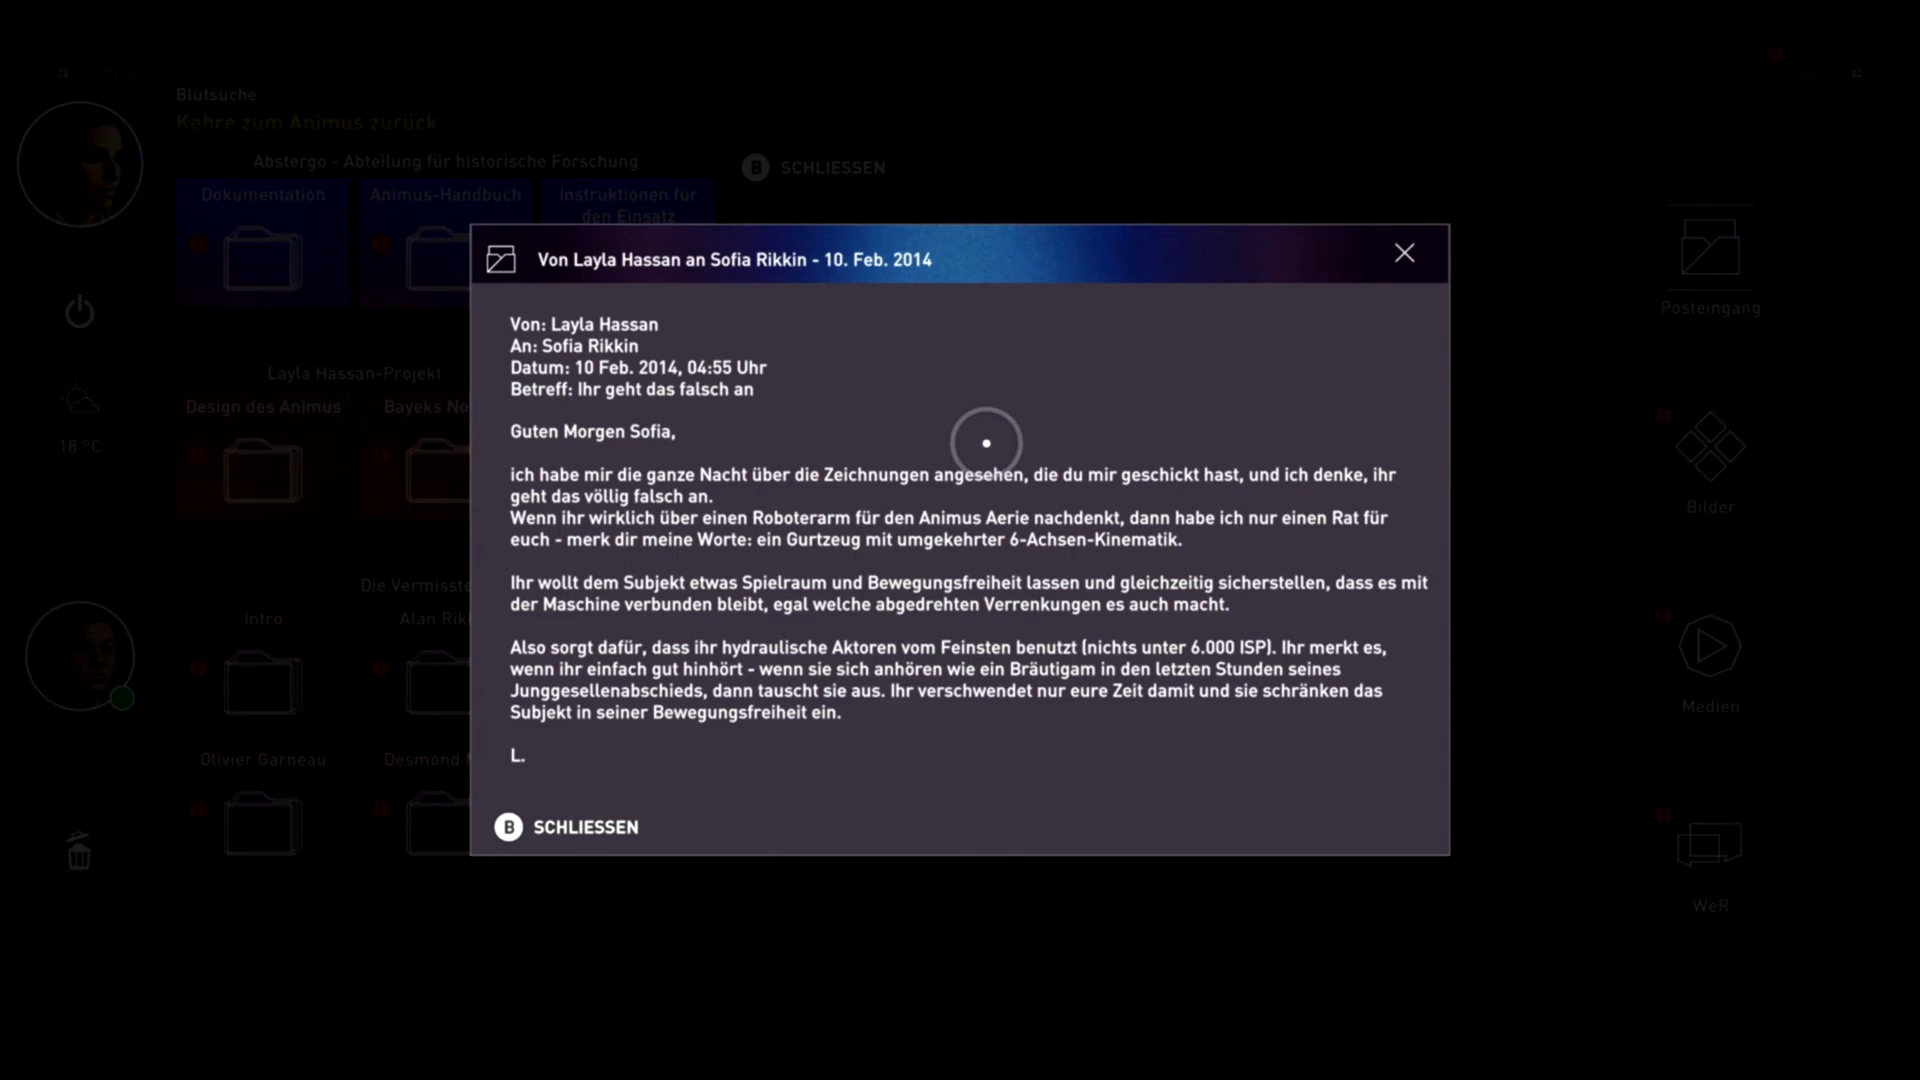 Blutsuche
Kehre zum Animus zurück
Abstergo - Abteilung für historische Forschung
B SCHLIESSEN
Dokumentation
Animus-Handbuch
Instruktionen für
den Einsatz
Von Layla Hassan an Sofia Rikkin - 10. Feb. 2014
Von: Layla Hassan
An: Sofia Rikkin
Datum: 10 Feb. 2014, 04:55 Uhr
Betreff: Ihr geht das falsch an
Guten Morgen Sofia,
ich habe mir die ganze Nacht über die Zeichnungen angesehen, die du mir geschickt hast, und ich denke, ihr
geht das völlig falsch an.
Wenn ihr wirklich über einen Roboterarm für den Animus Aerie nachdenkt, dann habe ich nur einen Rat für
euch - merk dir meine Worte: ein Gurtzeug mit umgekehrter 6-Achsen-Kinematik.
Ihr wollt dem Subjekt etwas Spielraum und Bewegungsfreiheit lassen und gleichzeitig sicherstellen, dass es mit
der Maschine verbunden bleibt, egal welche abgedrehten Verrenkungen es auch macht.
Also sorgt dafür, dass ihr hydraulische Aktoren vom Feinsten benutzt (nichts unter 6.000 ISP). Ihr merkt es,
wenn ihr einfach gut hinhört - wenn sie sich anhören wie ein Bräutigam in den letzten Stunden seines
Junggesellenabschieds, dann tauscht sie aus. Ihr verschwendet nur eure Zeit damit und sie schränken das
Subjekt in seiner Bewegungsfreiheit ein.
L.
B SCHLIESSEN
Layla Hassan-Projekt
Design des Animus
Bayeks No
18 °C
Die Vermisste
Intro
Alan Rik
Olivier Garneau
Desmond
Posteingang
Bilder
Medien
WeR